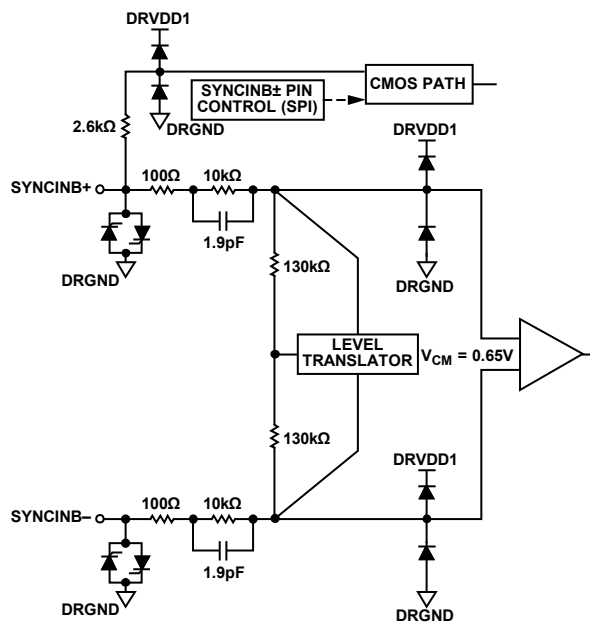 DRVDD1
SYNCINB± PIN
CONTROL (SPI)
CMOS PATH
2.6kΩ
DRGND
DRVDD1
SYNCINB+
100Ω
10kΩ
1.9pF
DRGND
130kΩ
DRGND
LEVEL
TRANSLATOR
VCM = 0.65V
130kΩ
DRVDD1
SYNCINB–
100Ω
10kΩ
1.9pF
DRGND
DRGND